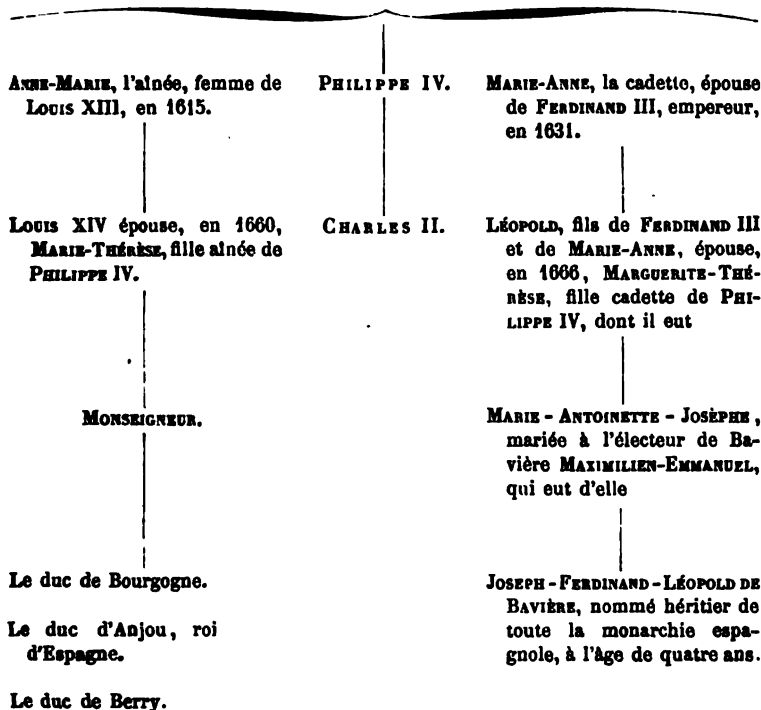 ANNE-MARIE, l'aînée, femme de
LOUIS XIII, en 1615.
PHILIPPE IV.
MARIE-ANNE, la cadette, épouse
de FERDINAND III, empereur,
en 1631.
LOUIS XIV épouse, en 1660,
MARIE-THÉRÈSE, fille aînée de
PHILIPPE IV.
CHARLES II.
LÉOPOLD, fils de FERDINAND III
et de MARIE-ANNE, épouse,
en 1666, MARGUERITE-THÉ-
RÈSE, fille cadette de PHI-
LIPPE IV, dont il eut
MONSEIGNEUR.
MARIE - ANTOINETTE - JOSÈPHE,
mariée à l'électeur de Ba-
vière MAXIMILIEN-EMMANUEL,
qui eut d'elle
Le duc de Bourgogne.
Le duc d'Anjou, roi
d'Espagne.
Le duc de Berry.
JOSEPH-FERDINAND-LÉOPOLD DE
BAVIÈRE, nommé héritier de
toute la monarchie espa-
gnole, à l'âge de quatre ans.